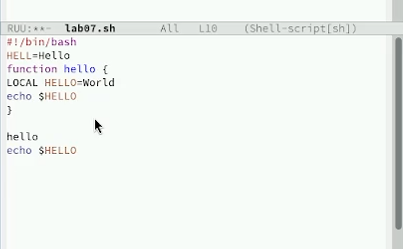 RUU:**- lab07.sh All L10 (Shell-script[sh])
#!/bin/bash
HELL=Hello
function hello {
LOCAL HELLO=World
echo $HELLO
}
hello
echo $HELLO